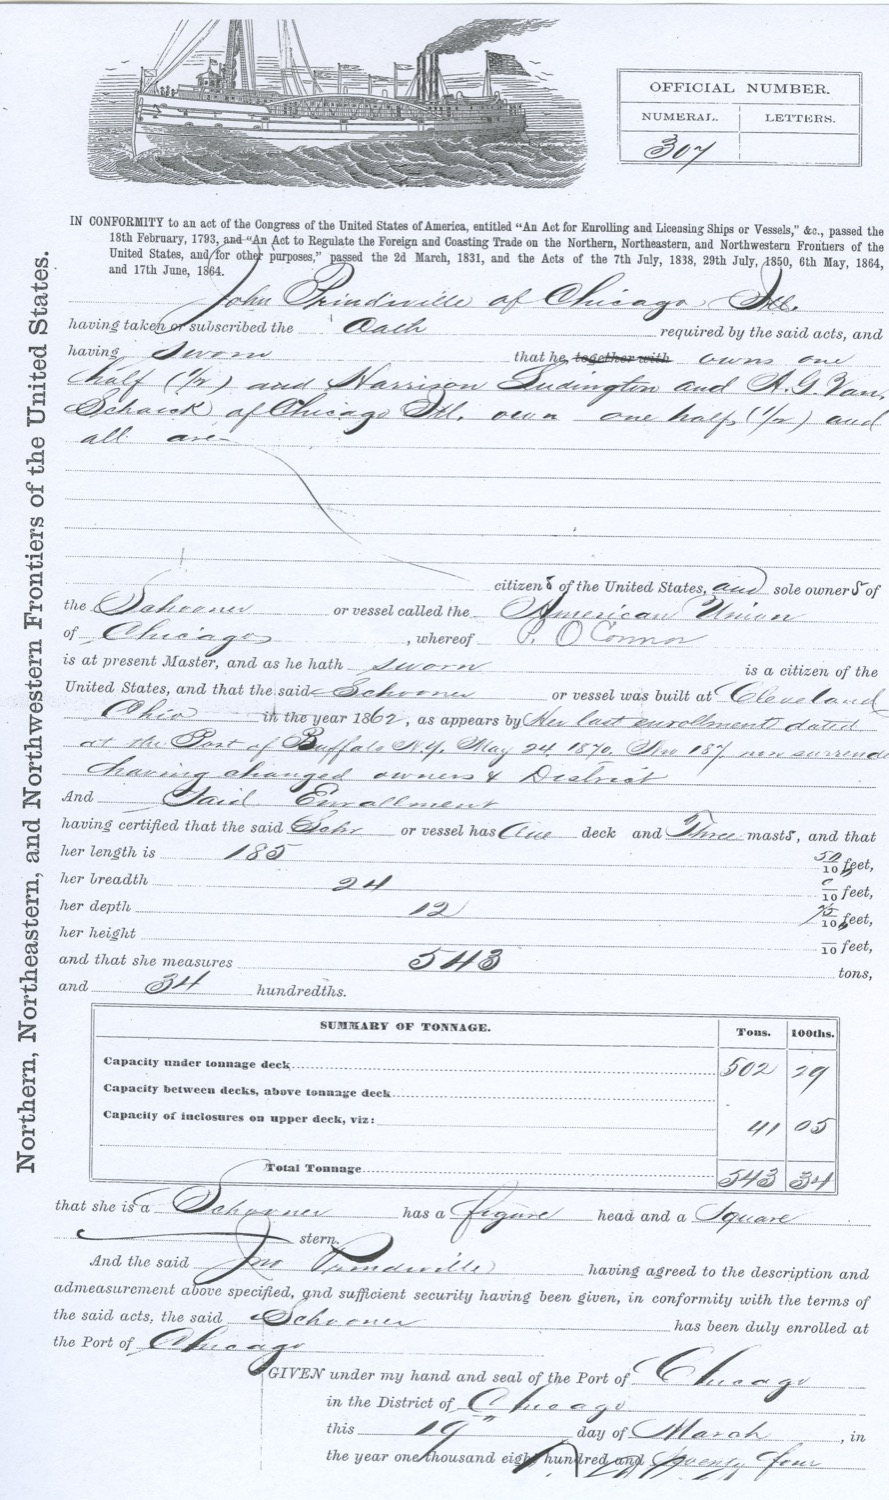 OFFICIAL NUMBER.
NUMERAL. LETTERS.
307
IN CONFORMITY to an act of the Congress of the United States of America, entitled “An Act for Enrolling and Licensing Ships or Vessels,” &c., passed the
18th February, 1793, and “An Act to Regulate the Foreign and Coasting Trade on the Northern, Northeastern, and Northwestern Frontiers of the
United States, and for other purposes,” passed the 2d March, 1831, and the Acts of the 7th July, 1838, 29th July, 1850, 6th May, 1864,
and 17th June, 1864.
John Prindiville of Chicago Ill.
having taken or subscribed the Oath required by the said acts, and
having sworn that he together with owns one
half (1/2) and Harrison Ludington and A.G. Van
Schaick of Chicago Ill. own one half (1/2) and
all are
citizens of the United States, and sole owners of
the Schooner or vessel called the American Union
of Chicago, whereof P. O'Connor
is at present Master, and as he hath sworn is a citizen of the
United States, and that the said Schooner or vessel was built at Cleveland
Ohio in the year 1862, as appears by Her last enrollment dated
at the Port of Buffalo N.Y. May 24 1870, No 187 now surrende
having changed owners & District
And Said Enrollment
having certified that the said Schr or vessel has One deck and Three masts, and that
her length is 185 50/10 feet,
her breadth 24 0/10 feet,
her depth 12 /10 feet,
her height /10 feet,
and that she measures 543 tons,
and 34 hundredths.
SUMMARY OF TONNAGE. Tons. 100ths.
Capacity under tonnage deck 502 29
Capacity between decks, above tonnage deck
Capacity of inclosures on upper deck, viz: 41 05
Total Tonnage 543 34
that she is a Schooner has a figure head and a Square
stern.
And the said Jno Prindiville having agreed to the description and
admeasurement above specified, and sufficient security having been given, in conformity with the terms of
the said acts, the said Schooner has been duly enrolled at
the Port of Chicago
GIVEN under my hand and seal of the Port of Chicago
in the District of Chicago
this 19" day of March, in
the year one thousand eight hundred and Seventy four
Northern, Northeastern, and Northwestern Frontiers of the United States.